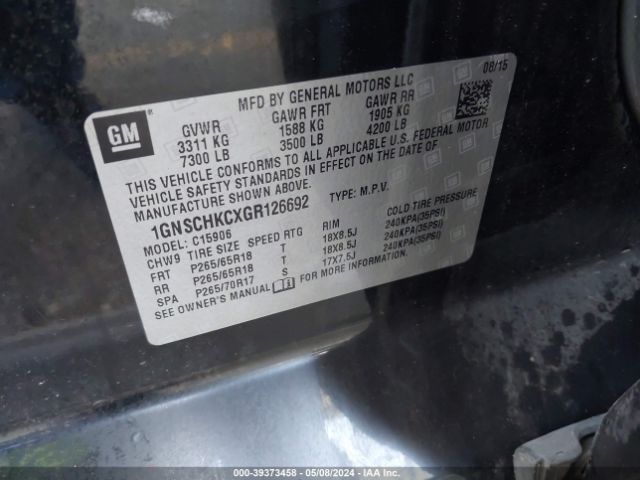 GM
MFD BY GENERAL MOTORS LLC
08/15
GVWR GAWR FRT GAWR RR
3311 KG 1588 KG 1905 KG
7300 LB 3500 LB 4200 LB
THIS VEHICLE CONFORMS TO ALL APPLICABLE U.S. FEDERAL MOTOR
VEHICLE SAFETY STANDARDS IN EFFECT ON THE DATE OF
MANUFACTURE SHOWN ABOVE.
1GNSCHKCXGR126692 TYPE: M.P.V.
MODEL: C15906
CHW9 TIRE SIZE SPEED RTG RIM COLD TIRE PRESSURE
FRT P265/65R18 T 18X8.5J 240KPA(35PSI)
RR P265/65R18 T 18X8.5J 240KPA(35PSI)
SPA P265/70R17 S 17X7.5J 240KPA(35PSI)
SEE OWNER'S MANUAL FOR MORE INFORMATION.
000-39373458 - 05/08/2024 - IAA Inc.